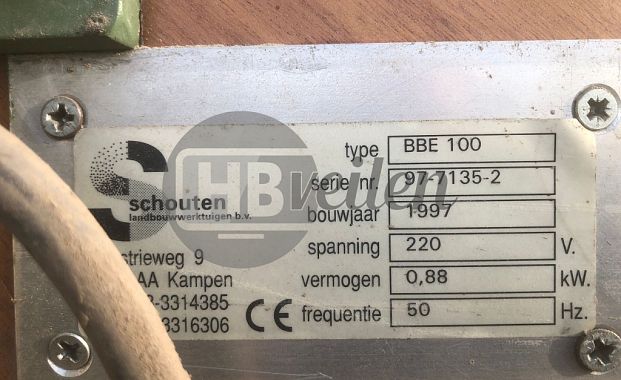 S
schouten
landbouwwerktuigen b.v.
strieweg 9
AA Kampen
-3314385
3316306
CE
type BBE 100
serie nr. 97-7135-2
bouwjaar 1997
spanning 220 V.
vermogen 0,88 kW.
frequentie 50 Hz.
HBveilen